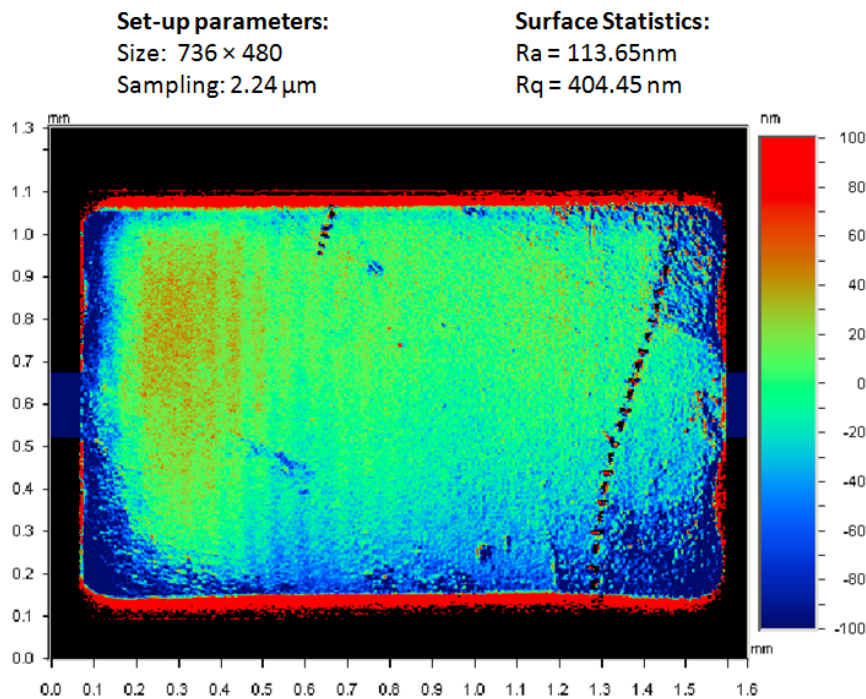 Set-up parameters:
Size: 736 × 480
Sampling: 2.24 µm
Surface Statistics:
Ra = 113.65nm
Rq = 404.45 nm
mm
1.3
1.1
1.0
0.9
0.8
0.7
0.6
0.5
0.4
0.3
0.2
0.1
0.0
0.0 0.1 0.2 0.3 0.4 0.5 0.6 0.7 0.8 0.9 1.0 1.1 1.2 1.3 1.4 1.5 1.6
mm
nm
100
80
60
40
20
0
-20
-40
-60
-80
-100